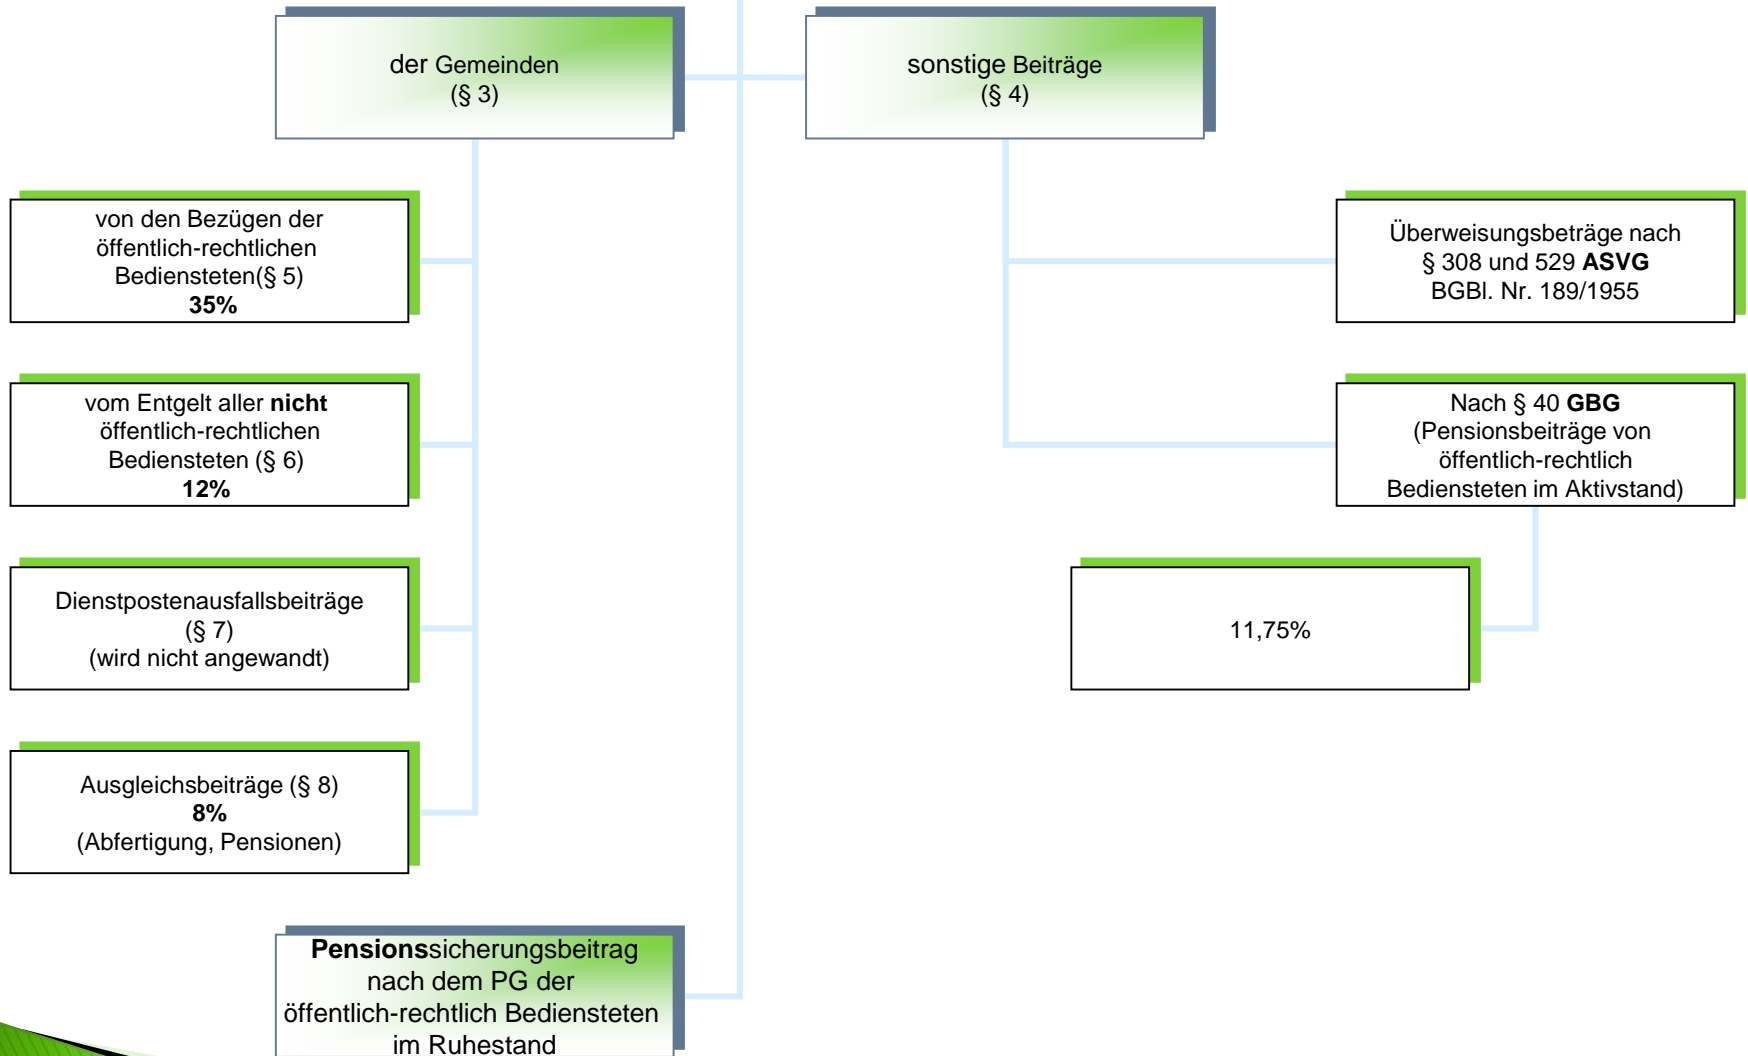 der Gemeinden
(§ 3)
sonstige Beiträge
(§ 4)
von den Bezügen der
öffentlich-rechtlichen
Bediensteten(§ 5)
35%
vom Entgelt aller nicht
öffentlich-rechtlichen
Bediensteten (§ 6)
12%
Dienstpostenausfallsbeiträge
(§ 7)
(wird nicht angewandt)
Ausgleichsbeiträge (§ 8)
8%
(Abfertigung, Pensionen)
Überweisungsbeträge nach
§ 308 und 529 ASVG
BGBl. Nr. 189/1955
Nach § 40 GBG
(Pensionsbeiträge von
öffentlich-rechtlich
Bediensteten im Aktivstand)
11,75%
Pensionssicherungsbeitrag
nach dem PG der
öffentlich-rechtlich Bediensteten
im Ruhestand